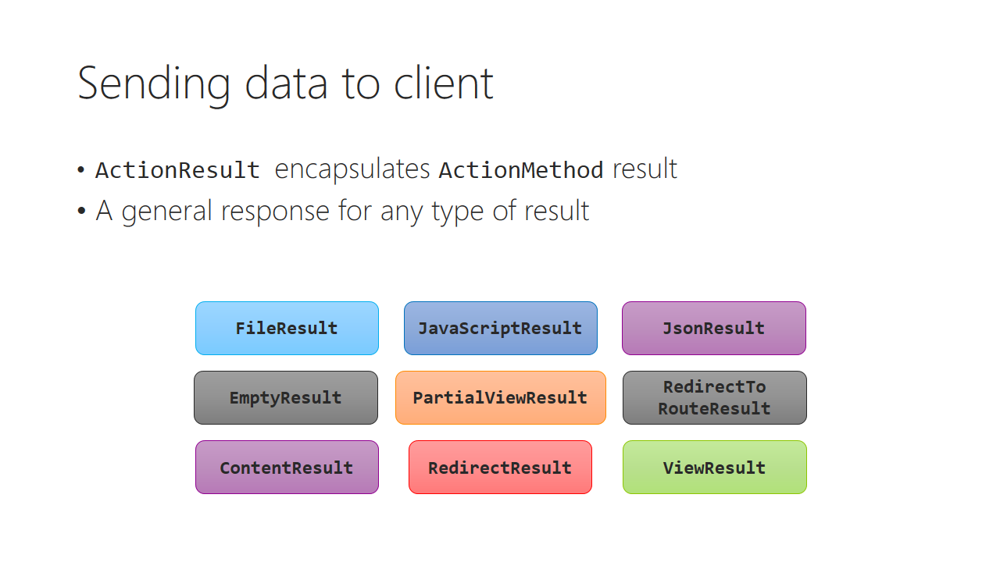 Sending data to client
• ActionResult encapsulates ActionMethod result
• A general response for any type of result
FileResult
JavaScriptResult
JsonResult
EmptyResult
PartialViewResult
RedirectTo
RouteResult
ContentResult
RedirectResult
ViewResult